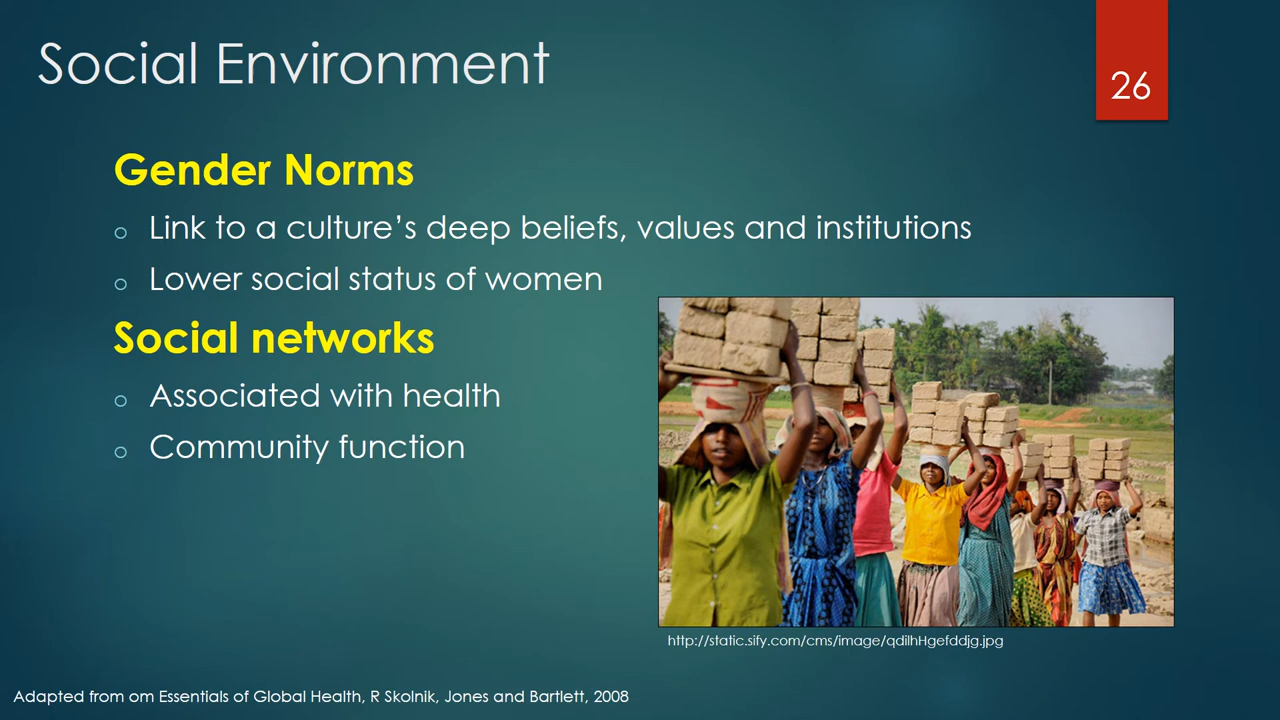 Social Environment
26
Gender Norms
o Link to a culture’s deep beliefs, values and institutions
o Lower social status of women
Social networks
o Associated with health
o Community function
http://static.sify.com/cms/image/qdilhHgefddjg.jpg
Adapted from om Essentials of Global Health, R Skolnik, Jones and Bartlett, 2008